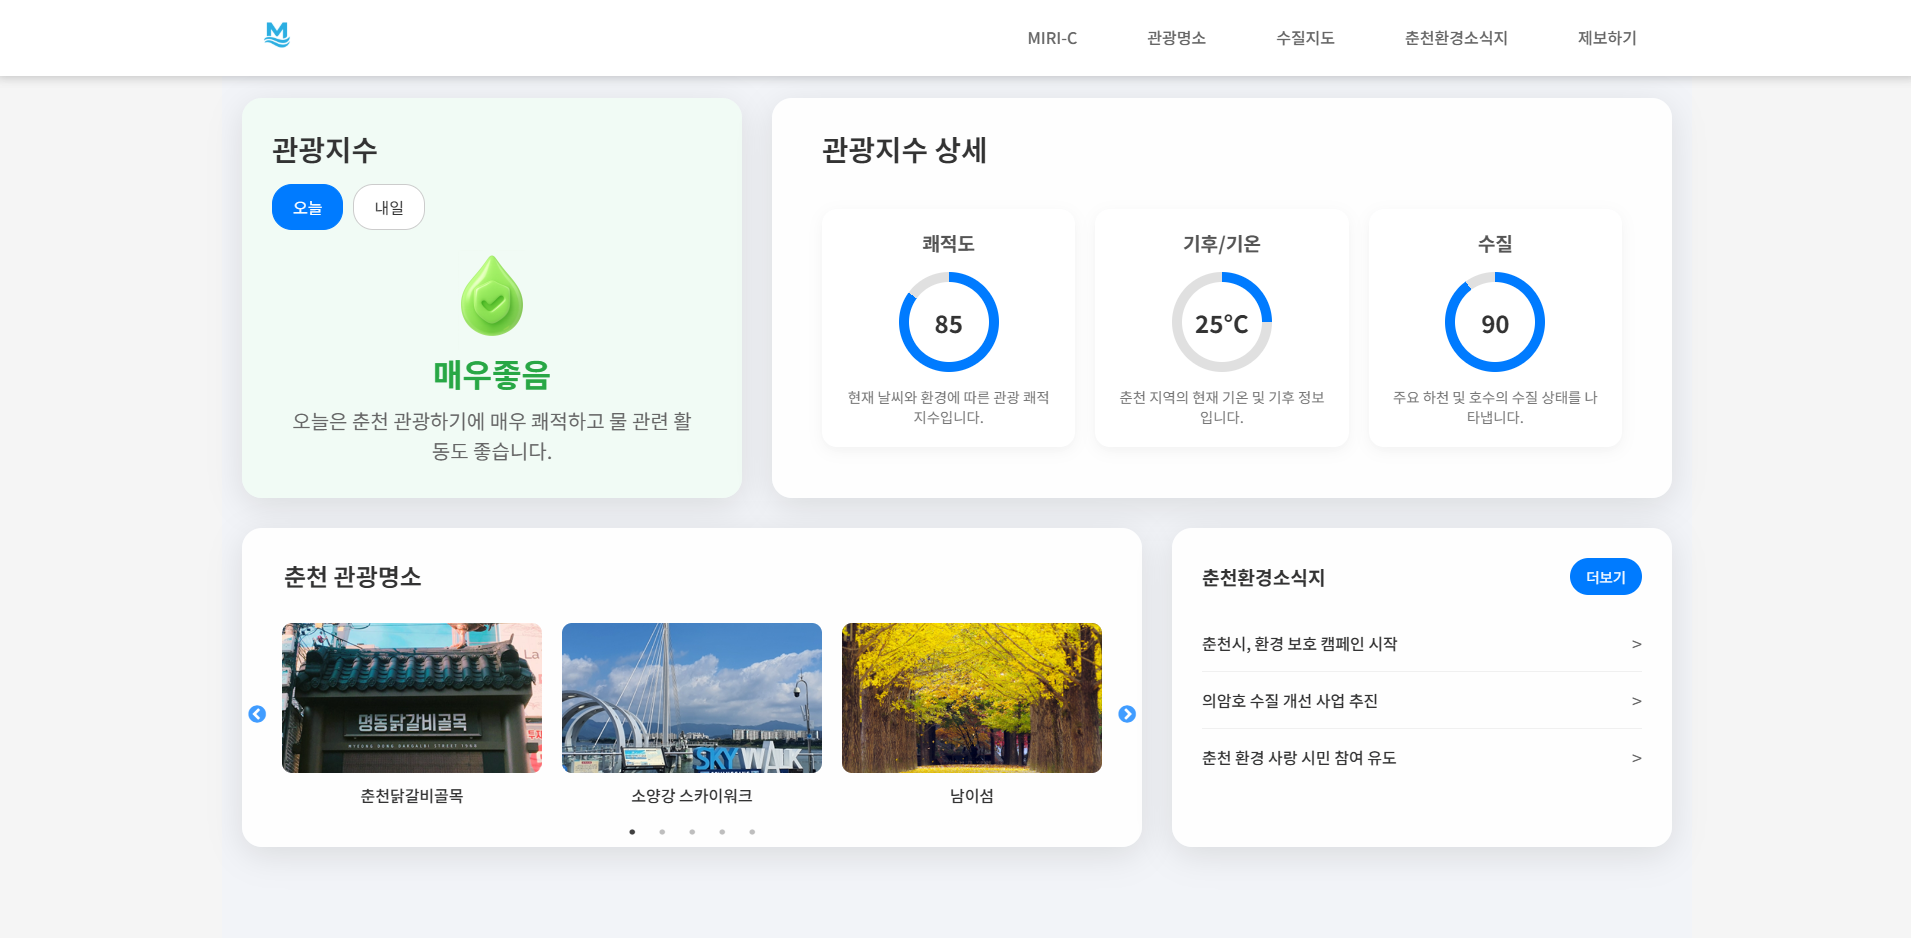 MIRI-C
관광명소
수질지도
춘천환경소식지
제보하기
관광지수
오늘
내일
매우좋음
오늘은 춘천 관광하기에 매우 쾌적하고 물 관련 활
동도 좋습니다.
관광지수 상세
쾌적도
85
현재 날씨와 환경에 따른 관광 쾌적
지수입니다.
기후/기온
25°C
춘천 지역의 현재 기온 및 기후 정보
입니다.
수질
90
주요 하천 및 호수의 수질 상태를 나
타냅니다.
춘천 관광명소
La
명동닭갈비골목
MYEONG DONG DAKGALBI STREET TOWN
춘천닭갈비골목
SKY WALK
소양강 스카이워크
남이섬
춘천환경소식지
더보기
춘천시, 환경 보호 캠페인 시작 >
의암호 수질 개선 사업 추진 >
춘천 환경 사랑 시민 참여 유도 >